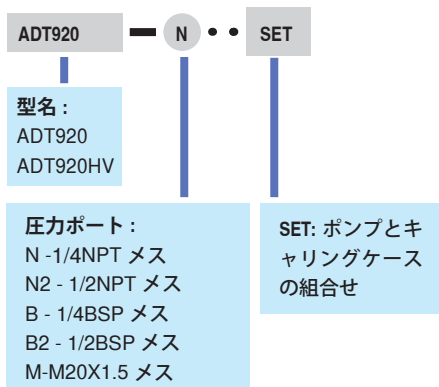 ADT920 – N • • SET
型名 :
ADT920
ADT920HV
圧力ポート :
N -1/4NPT メス
N2 - 1/2NPT メス
B - 1/4BSP メス
B2 - 1/2BSP メス
M-M20X1.5 メス
SET: ポンプとキ
ャリングケース
の組合せ